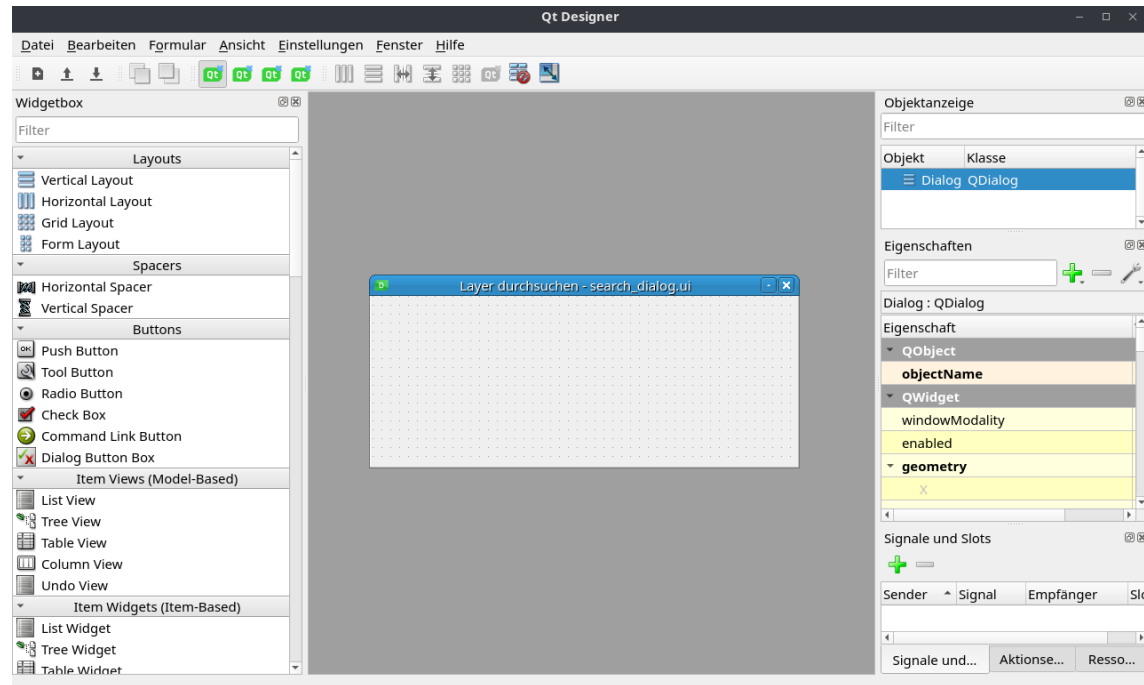 Qt Designer
Datei Bearbeiten Formular Ansicht Einstellungen Fenster Hilfe
Widgetbox
Filter
Layouts
Vertical Layout
Horizontal Layout
Grid Layout
Form Layout
Spacers
Horizontal Spacer
Vertical Spacer
Buttons
OK Push Button
Tool Button
Radio Button
Check Box
Command Link Button
Dialog Button Box
Item Views (Model-Based)
List View
Tree View
Table View
Column View
Undo View
Item Widgets (Item-Based)
List Widget
Tree Widget
Table Widget
Layer durchsuchen - search_dialog.ui
Objektanzeige
Filter
Objekt Klasse
Dialog QDialog
Eigenschaften
Filter
Dialog : QDialog
Eigenschaft
QObject
objectName
QWidget
windowModality
enabled
geometry
X
Signale und Slots
Sender Signal Empfänger Slo
Signale und... Aktionse... Resso...